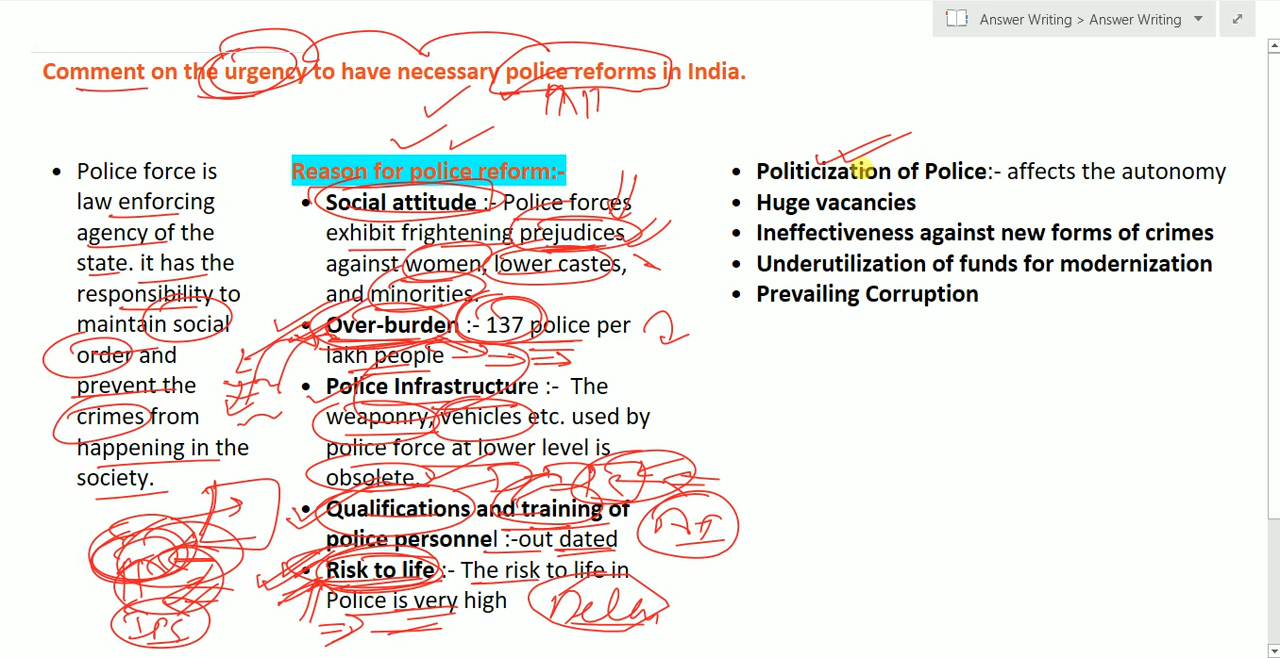 Answer Writing > Answer Writing
Comment on the urgency to have necessary police reforms in India.
• Police force is
law enforcing
agency of the
state. it has the
responsibility to
maintain social
order and
prevent the
crimes from
happening in the
society.
Reason for police reform:-
• Social attitude :- Police forces
exhibit frightening prejudices
against women, lower castes,
and minorities.
• Over-burden :- 137 police per
lakh people
• Police Infrastructure :- The
weaponry, vehicles etc. used by
police force at lower level is
obsolete.
• Qualifications and training of
police personnel :-out dated
• Risk to life :- The risk to life in
Police is very high
• Politicization of Police:- affects the autonomy
• Huge vacancies
• Ineffectiveness against new forms of crimes
• Underutilization of funds for modernization
• Prevailing Corruption
IPS